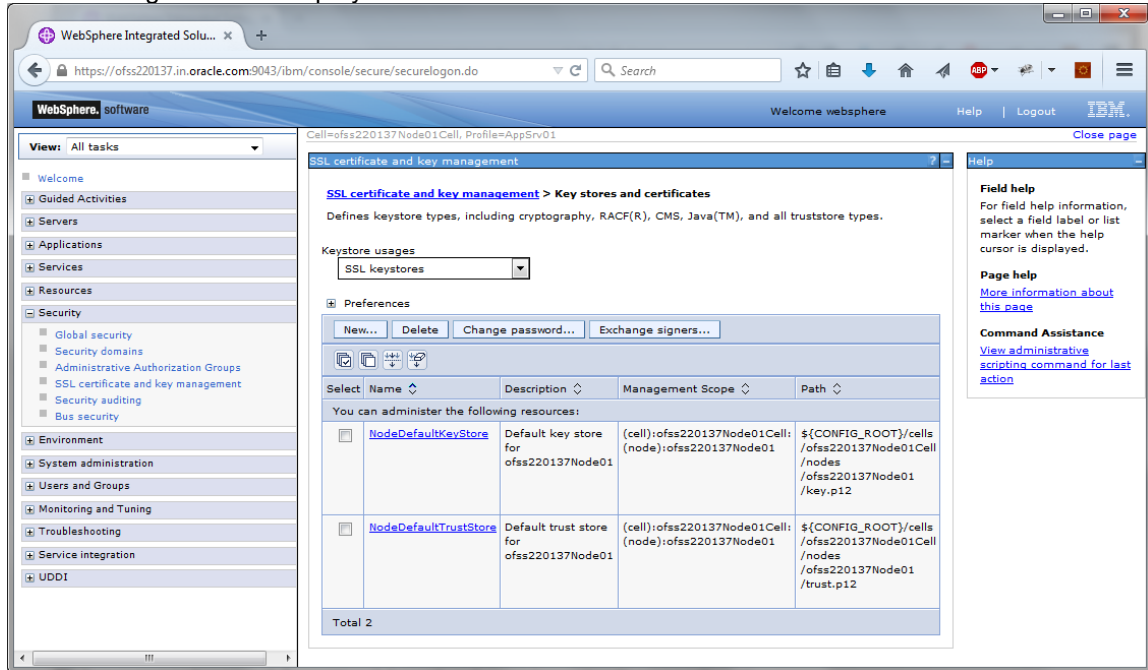 WebSphere Integrated Solu... × +
https://ofss220137.in.oracle.com:9043/ibm/console/secure/securelogon.do
Search
ABP
WebSphere. software
Welcome websphere
Help | Logout
IBM.
Cell=ofss220137Node01Cell, Profile=AppSrv01
Close page
View: All tasks
Welcome
Guided Activities
Servers
Applications
Services
Resources
Security
Global security
Security domains
Administrative Authorization Groups
SSL certificate and key management
Security auditing
Bus security
Environment
System administration
Users and Groups
Monitoring and Tuning
Troubleshooting
Service integration
UDDI
SSL certificate and key management ? -
SSL certificate and key management > Key stores and certificates
Defines keystore types, including cryptography, RACF(R), CMS, Java(TM), and all truststore types.
Keystore usages
SSL keystores
Preferences
New... Delete Change password... Exchange signers...
Select Name Description Management Scope Path
You can administer the following resources:
NodeDefaultKeyStore
Default key store
for
ofss220137Node01
(cell):ofss220137Node01Cell:
(node):ofss220137Node01
${CONFIG_ROOT}/cells
/ofss220137Node01Cell
/nodes
/ofss220137Node01
/key.p12
NodeDefaultTrustStore
Default trust store
for
ofss220137Node01
(cell):ofss220137Node01Cell:
(node):ofss220137Node01
${CONFIG_ROOT}/cells
/ofss220137Node01Cell
/nodes
/ofss220137Node01
/trust.p12
Total 2
Help -
Field help
For field help information,
select a field label or list
marker when the help
cursor is displayed.
Page help
More information about
this page
Command Assistance
View administrative
scripting command for last
action